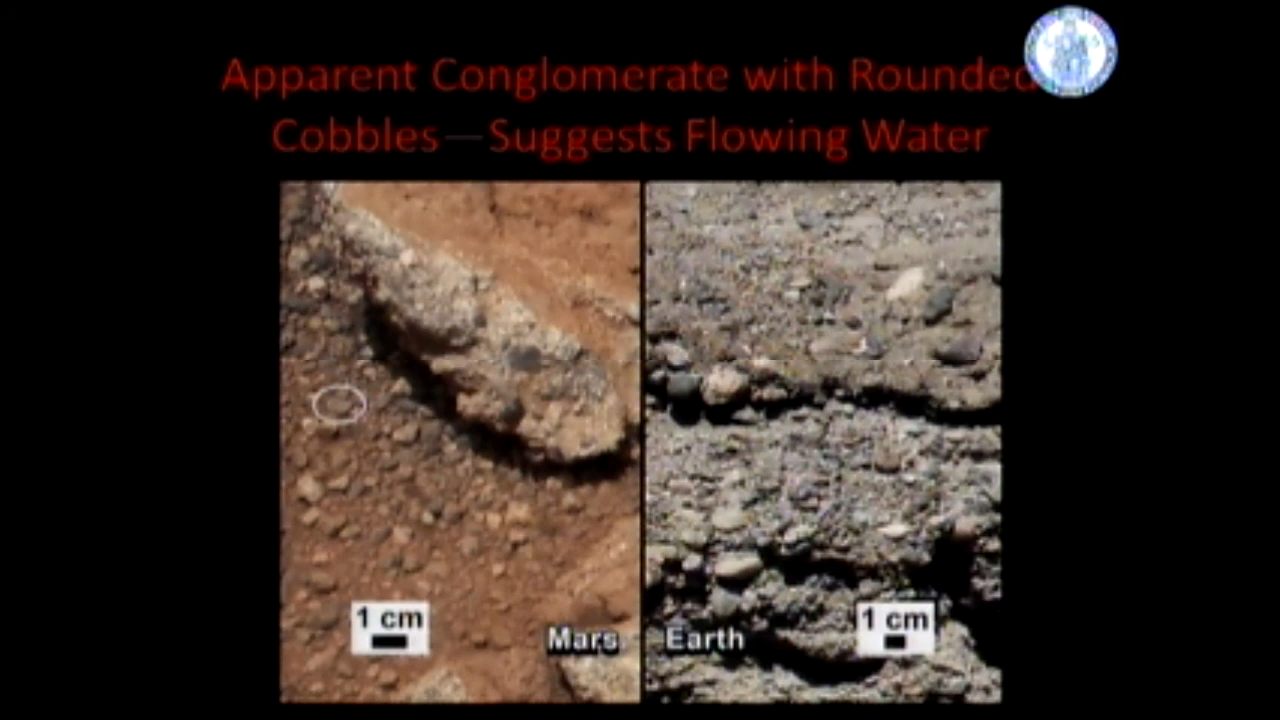 Apparent Conglomerate with Rounded
Cobbles—Suggests Flowing Water
1 cm
Mars
Earth
1 cm